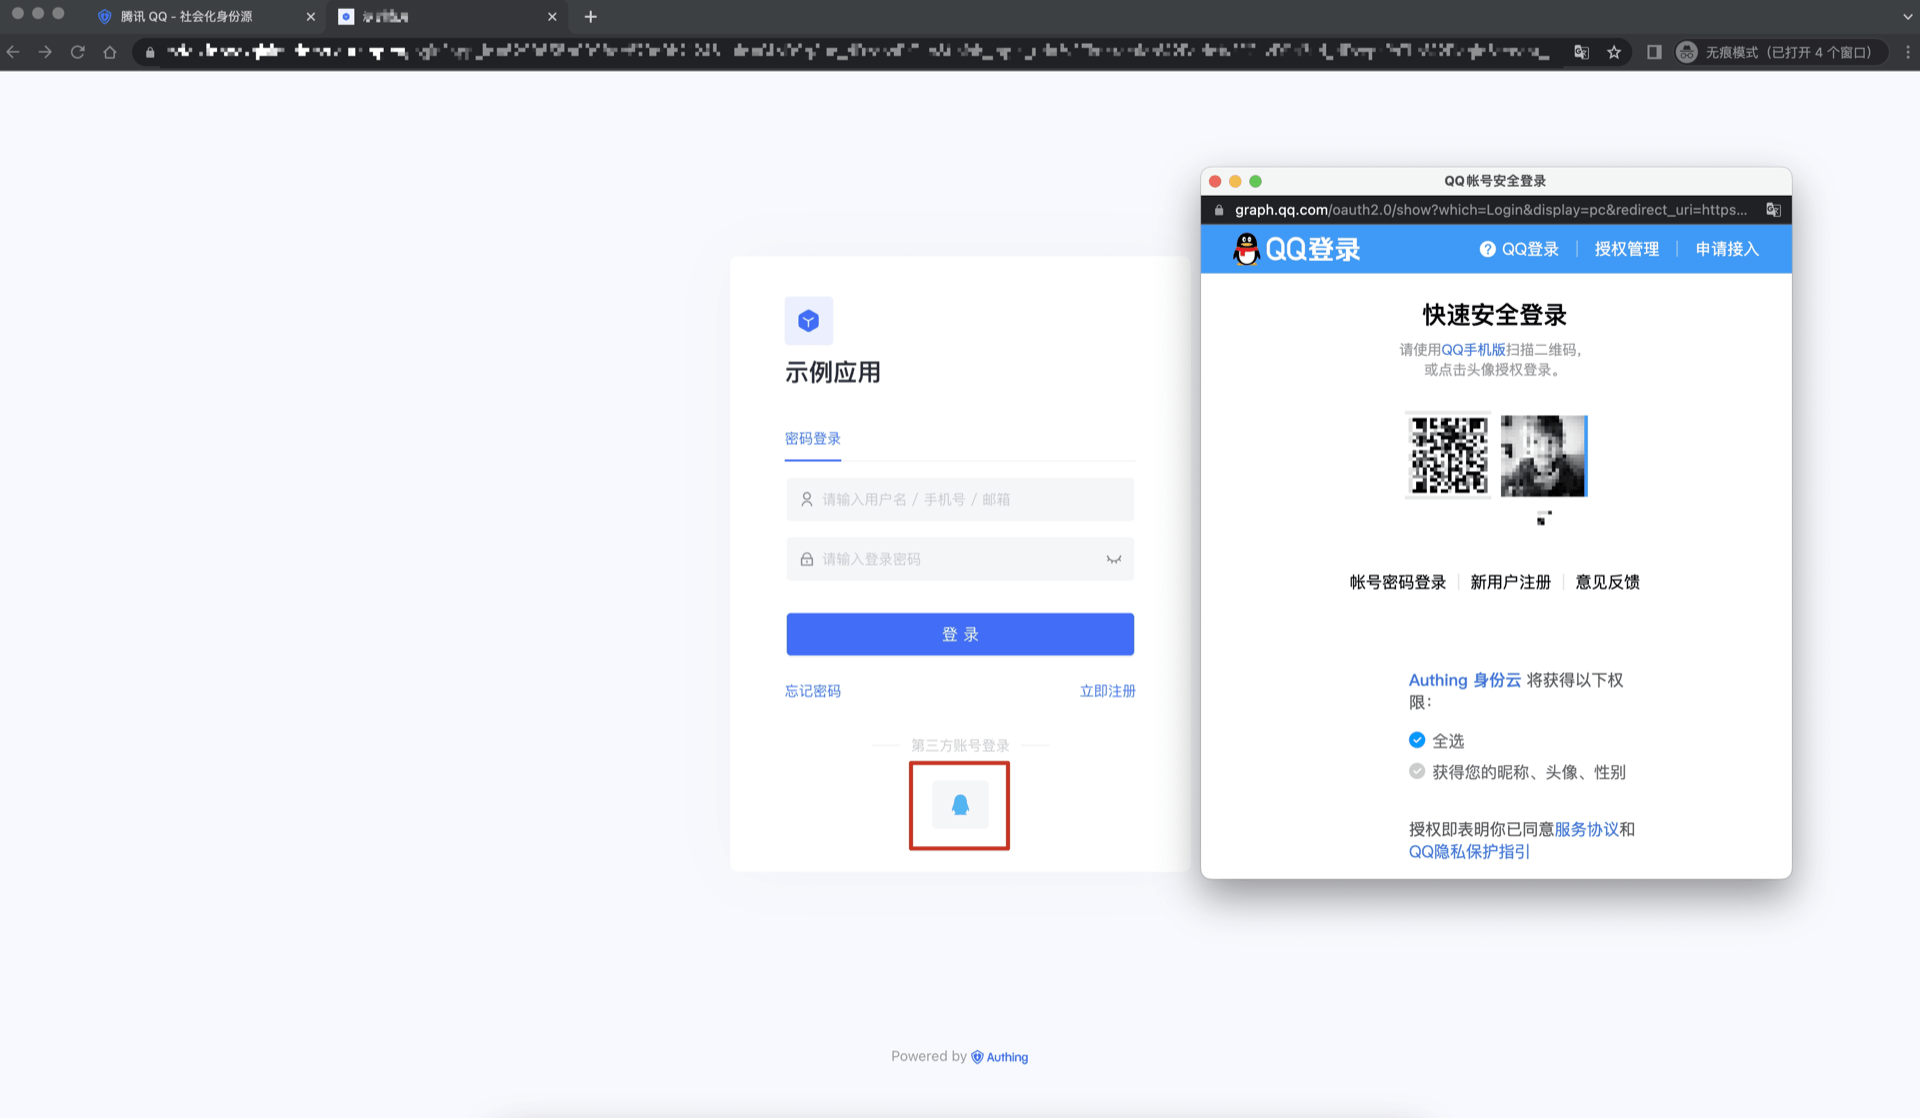 腾讯 QQ - 社会化身份源
无痕模式（已打开 4 个窗口）
示例应用
密码登录
请输入用户名 / 手机号 / 邮箱
请输入登录密码
登 录
忘记密码
立即注册
第三方账号登录
Powered by Authing
QQ帐号安全登录
graph.qq.com/oauth2.0/show?which=Login&display=pc&redirect_uri=https...
QQ登录
? QQ登录
授权管理
申请接入
快速安全登录
请使用QQ手机版扫描二维码，
或点击头像授权登录。
帐号密码登录
新用户注册
意见反馈
Authing 身份云 将获得以下权
限：
全选
获得您的昵称、头像、性别
授权即表明你已同意服务协议和
QQ隐私保护指引